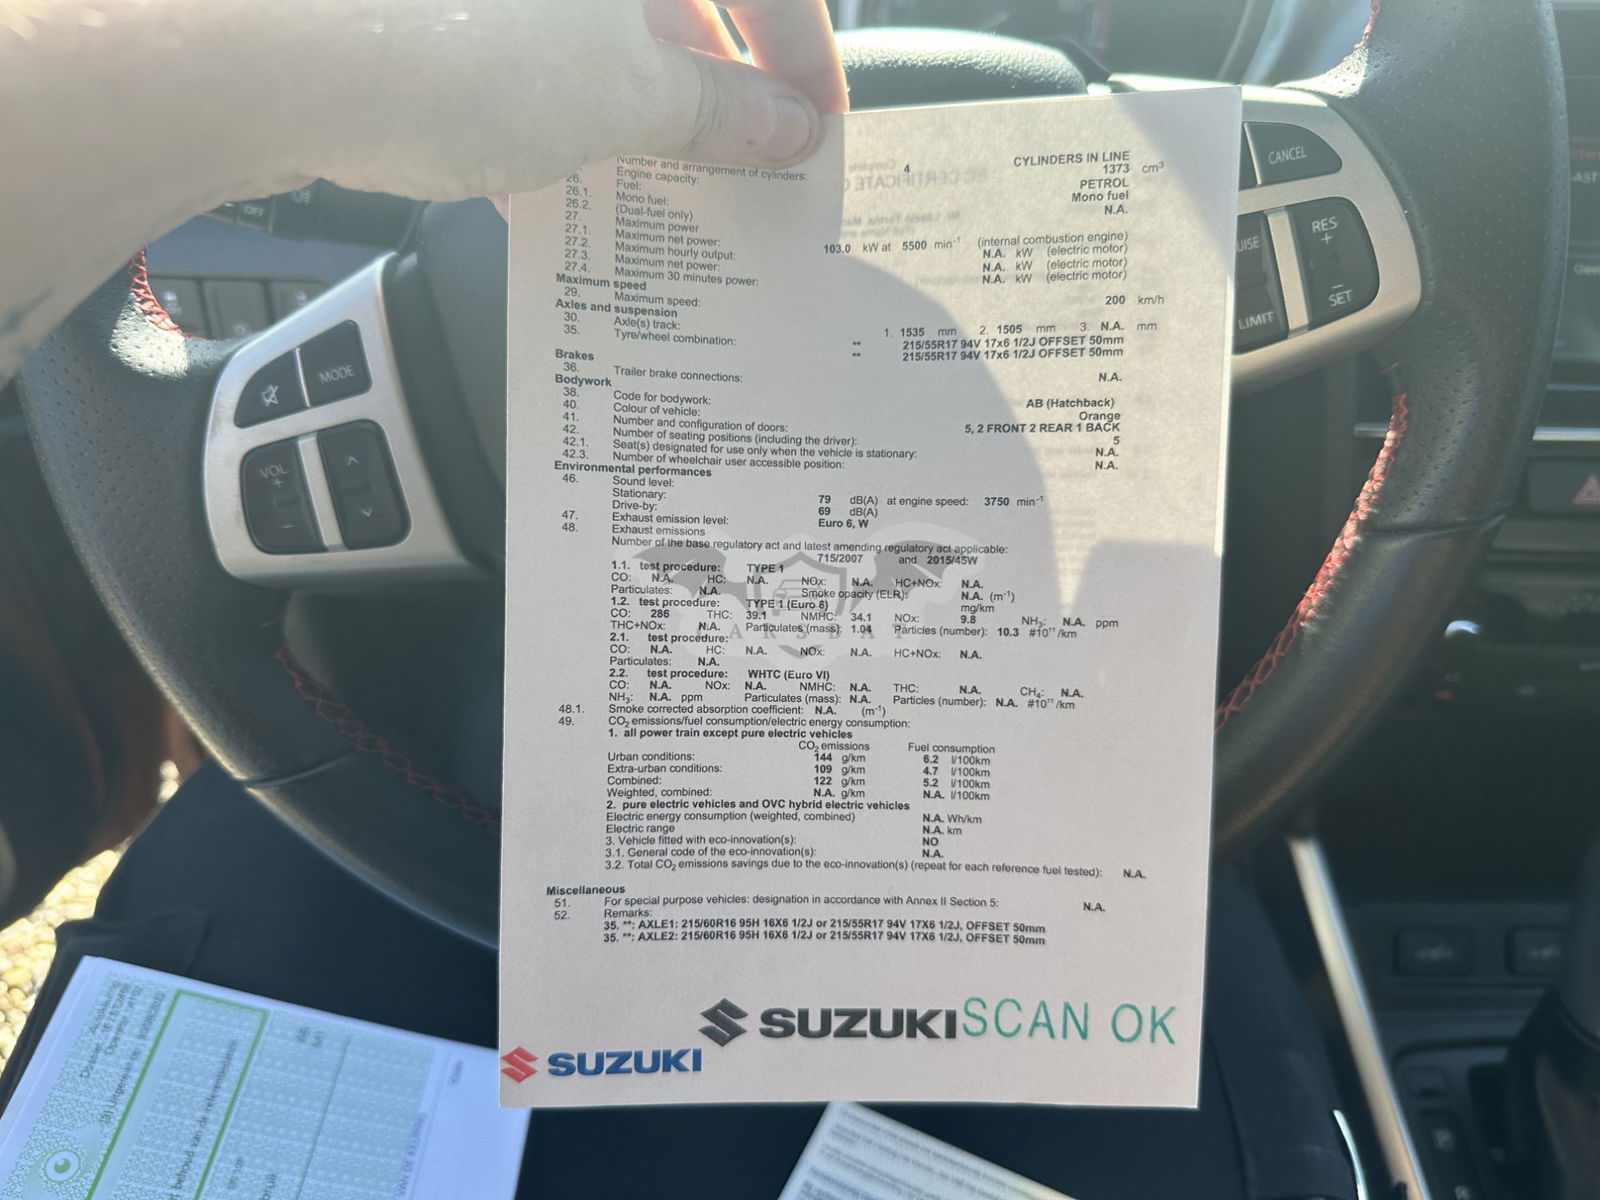 Number and arrangement of cylinders: 4 CYLINDERS IN LINE
26. Engine capacity: 1373 cm³
26.1. Fuel: PETROL
26.2. Mono fuel: Mono fuel
(Dual-fuel only) N.A.
27. Maximum power
27.1. Maximum net power: 103.0 kW at 5500 min⁻¹ (internal combustion engine)
27.2. Maximum hourly output: N.A. kW (electric motor)
27.3. Maximum net power: N.A. kW (electric motor)
27.4. Maximum 30 minutes power: N.A. kW (electric motor)
Maximum speed
29. Maximum speed: 200 km/h
Axles and suspension
30. Axle(s) track: 1. 1535 mm 2. 1505 mm 3. N.A. mm
35. Tyre/wheel combination: ** 215/55R17 94V 17x6 1/2J OFFSET 50mm
** 215/55R17 94V 17x6 1/2J OFFSET 50mm
Brakes
36. Trailer brake connections: N.A.
Bodywork
38. Code for bodywork: AB (Hatchback)
40. Colour of vehicle: Orange
41. Number and configuration of doors: 5, 2 FRONT 2 REAR 1 BACK
42. Number of seating positions (including the driver): 5
42.1. Seat(s) designated for use only when the vehicle is stationary: N.A.
42.3. Number of wheelchair user accessible position: N.A.
Environmental performances
46. Sound level:
Stationary: 79 dB(A) at engine speed: 3750 min⁻¹
Drive-by: 69 dB(A)
47. Exhaust emission level: Euro 6, W
48. Exhaust emissions
Number of the base regulatory act and latest amending regulatory act applicable:
715/2007 and 2015/45W
1.1. test procedure: TYPE 1
CO: N.A. HC: N.A. NOx: N.A. HC+NOx: N.A.
Particulates: N.A. Smoke opacity (ELR): N.A. (m⁻¹)
1.2. test procedure: TYPE 1 (Euro 6) mg/km
CO: 286 THC: 39.1 NMHC: 34.1 NOx: 9.8 NH₃: N.A. ppm
THC+NOx: N.A. Particulates (mass): 1.04 Particles (number): 10.3 #10¹¹/km
2.1. test procedure:
CO: N.A. HC: N.A. NOx: N.A. HC+NOx: N.A.
Particulates: N.A.
2.2. test procedure: WHTC (Euro VI)
CO: N.A. NOx: N.A. NMHC: N.A. THC: N.A. CH₄: N.A.
NH₃: N.A. ppm Particulates (mass): N.A. Particles (number): N.A. #10¹¹/km
48.1. Smoke corrected absorption coefficient: N.A. (m⁻¹)
49. CO₂ emissions/fuel consumption/electric energy consumption:
1. all power train except pure electric vehicles
CO₂ emissions Fuel consumption
Urban conditions: 144 g/km 6.2 l/100km
Extra-urban conditions: 109 g/km 4.7 l/100km
Combined: 122 g/km 5.2 l/100km
Weighted, combined: N.A. g/km N.A. l/100km
2. pure electric vehicles and OVC hybrid electric vehicles
Electric energy consumption (weighted, combined) N.A. Wh/km
Electric range N.A. km
3. Vehicle fitted with eco-innovation(s): NO
3.1. General code of the eco-innovation(s): N.A.
3.2. Total CO₂ emissions savings due to the eco-innovation(s) (repeat for each reference fuel tested): N.A.
Miscellaneous
51. For special purpose vehicles: designation in accordance with Annex II Section 5: N.A.
52. Remarks:
35. **: AXLE1: 215/60R16 95H 16X6 1/2J or 215/55R17 94V 17X6 1/2J, OFFSET 50mm
35. **: AXLE2: 215/60R16 95H 16X6 1/2J or 215/55R17 94V 17X6 1/2J, OFFSET 50mm
SUZUKI SCAN OK
SUZUKI
MODE
VOL
+
−
CANCEL
RES
+
−
SET
LIMIT
OFF